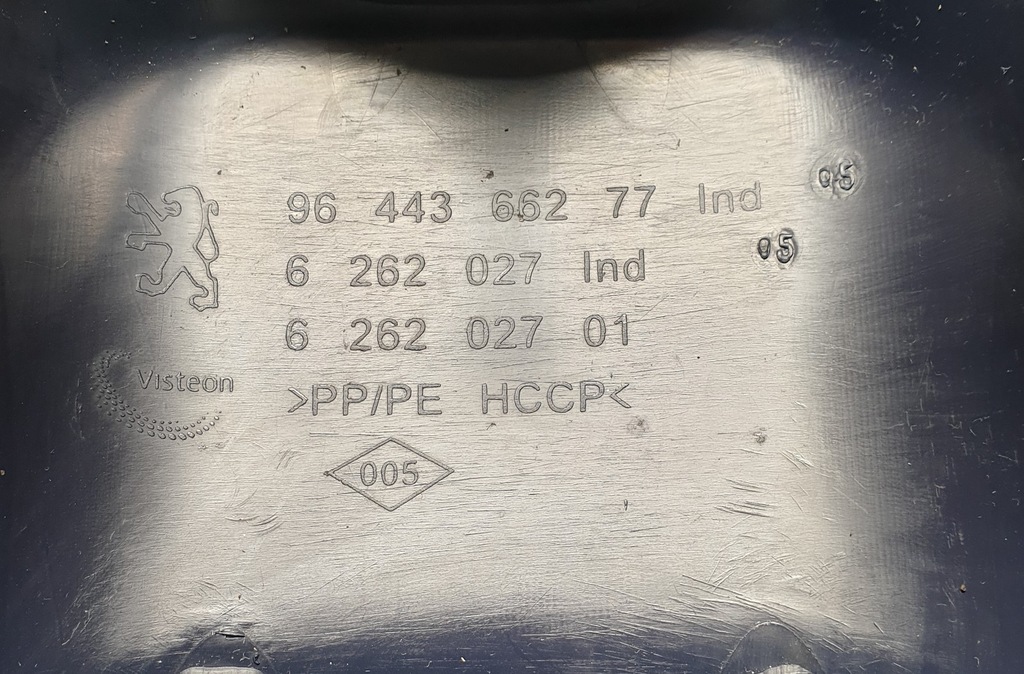 96 443 662 77 Ind 05
6 262 027 Ind 05
6 262 027 01
Visteon
>PP/PE HCCP<
005